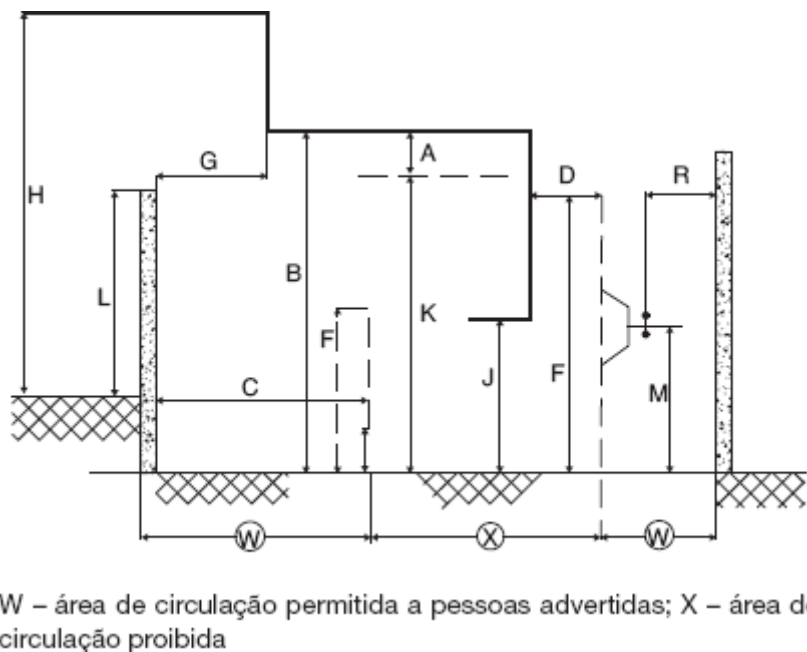 H
G
A
D
R
L
B
K
F
C
J
F
M
W
X
W
W – área de circulação permitida a pessoas advertidas; X – área de
circulação proibida